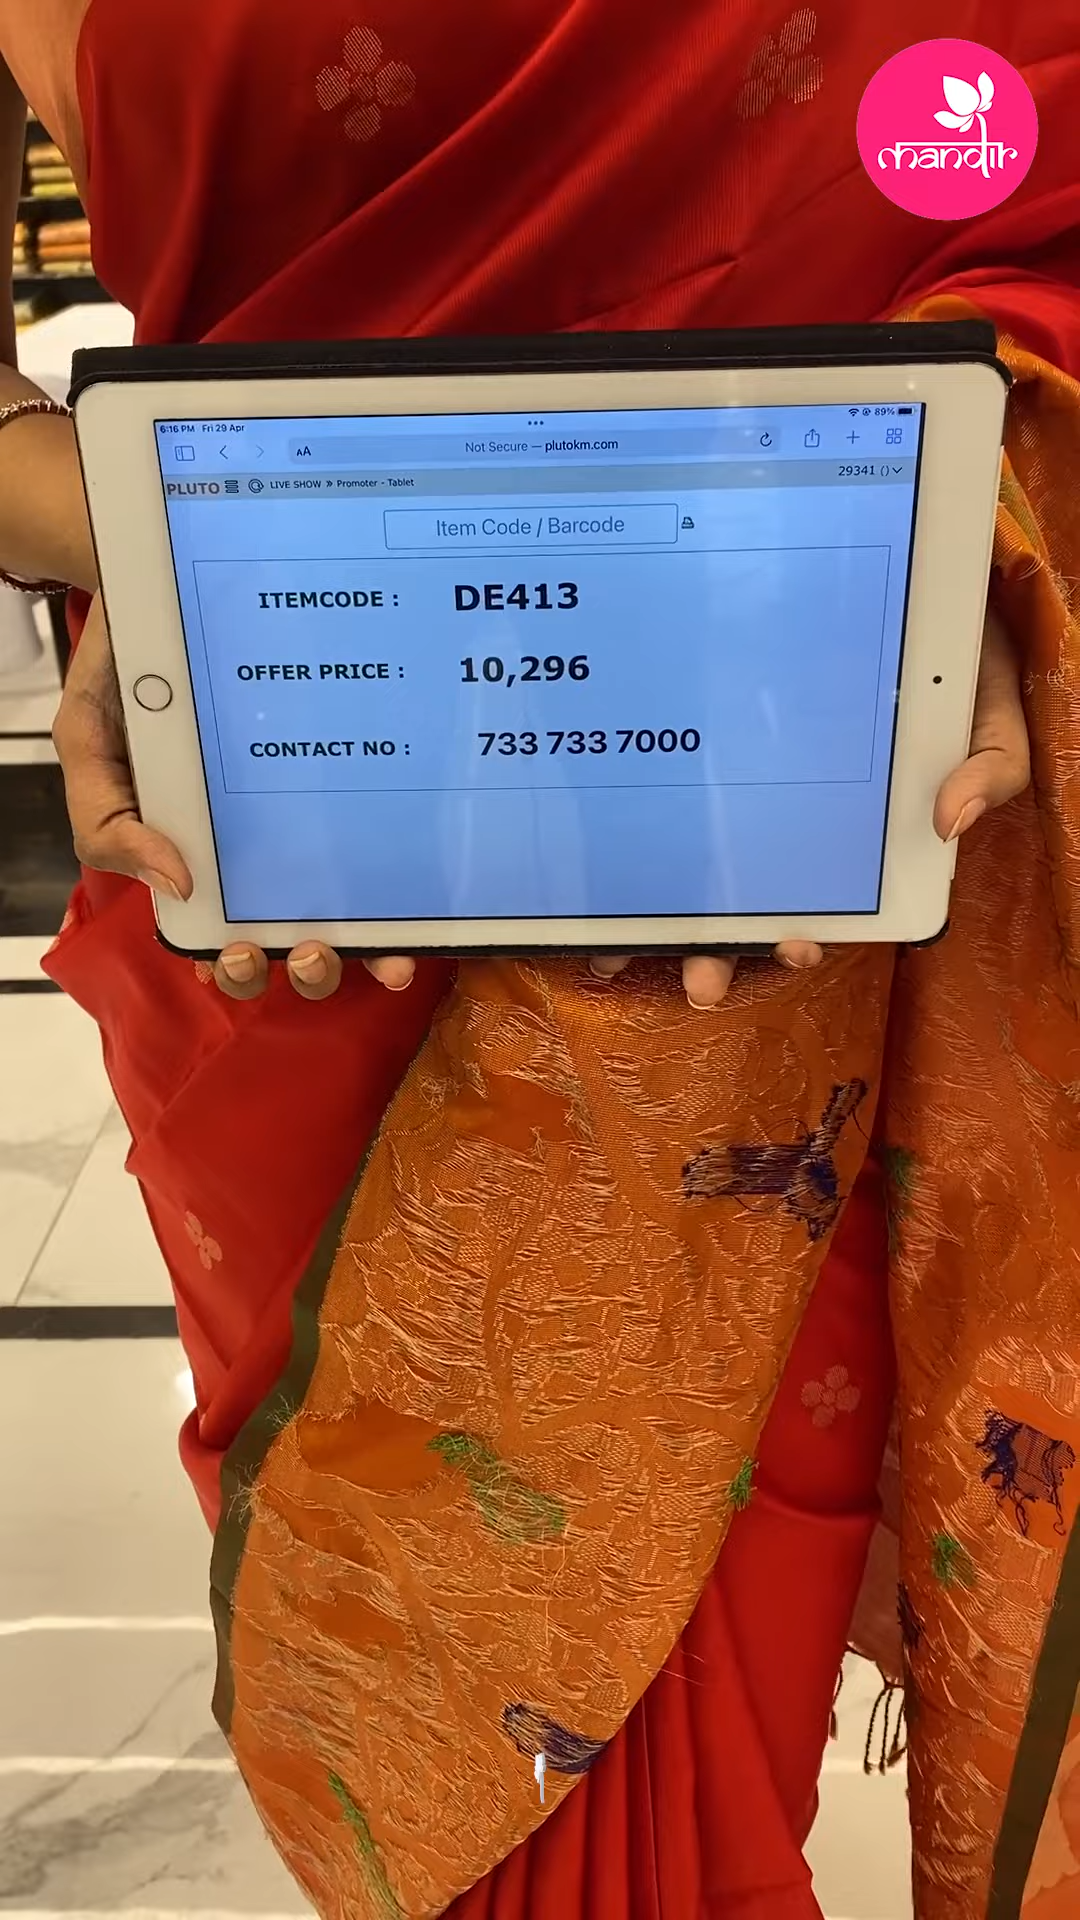 mandir
6:16 PM Fri 29 Apr
89%
AA
Not Secure — plutokm.com
PLUTO LIVE SHOW » Promoter - Tablet
29341 ()
Item Code / Barcode
ITEMCODE : DE413
OFFER PRICE : 10,296
CONTACT NO : 733 733 7000